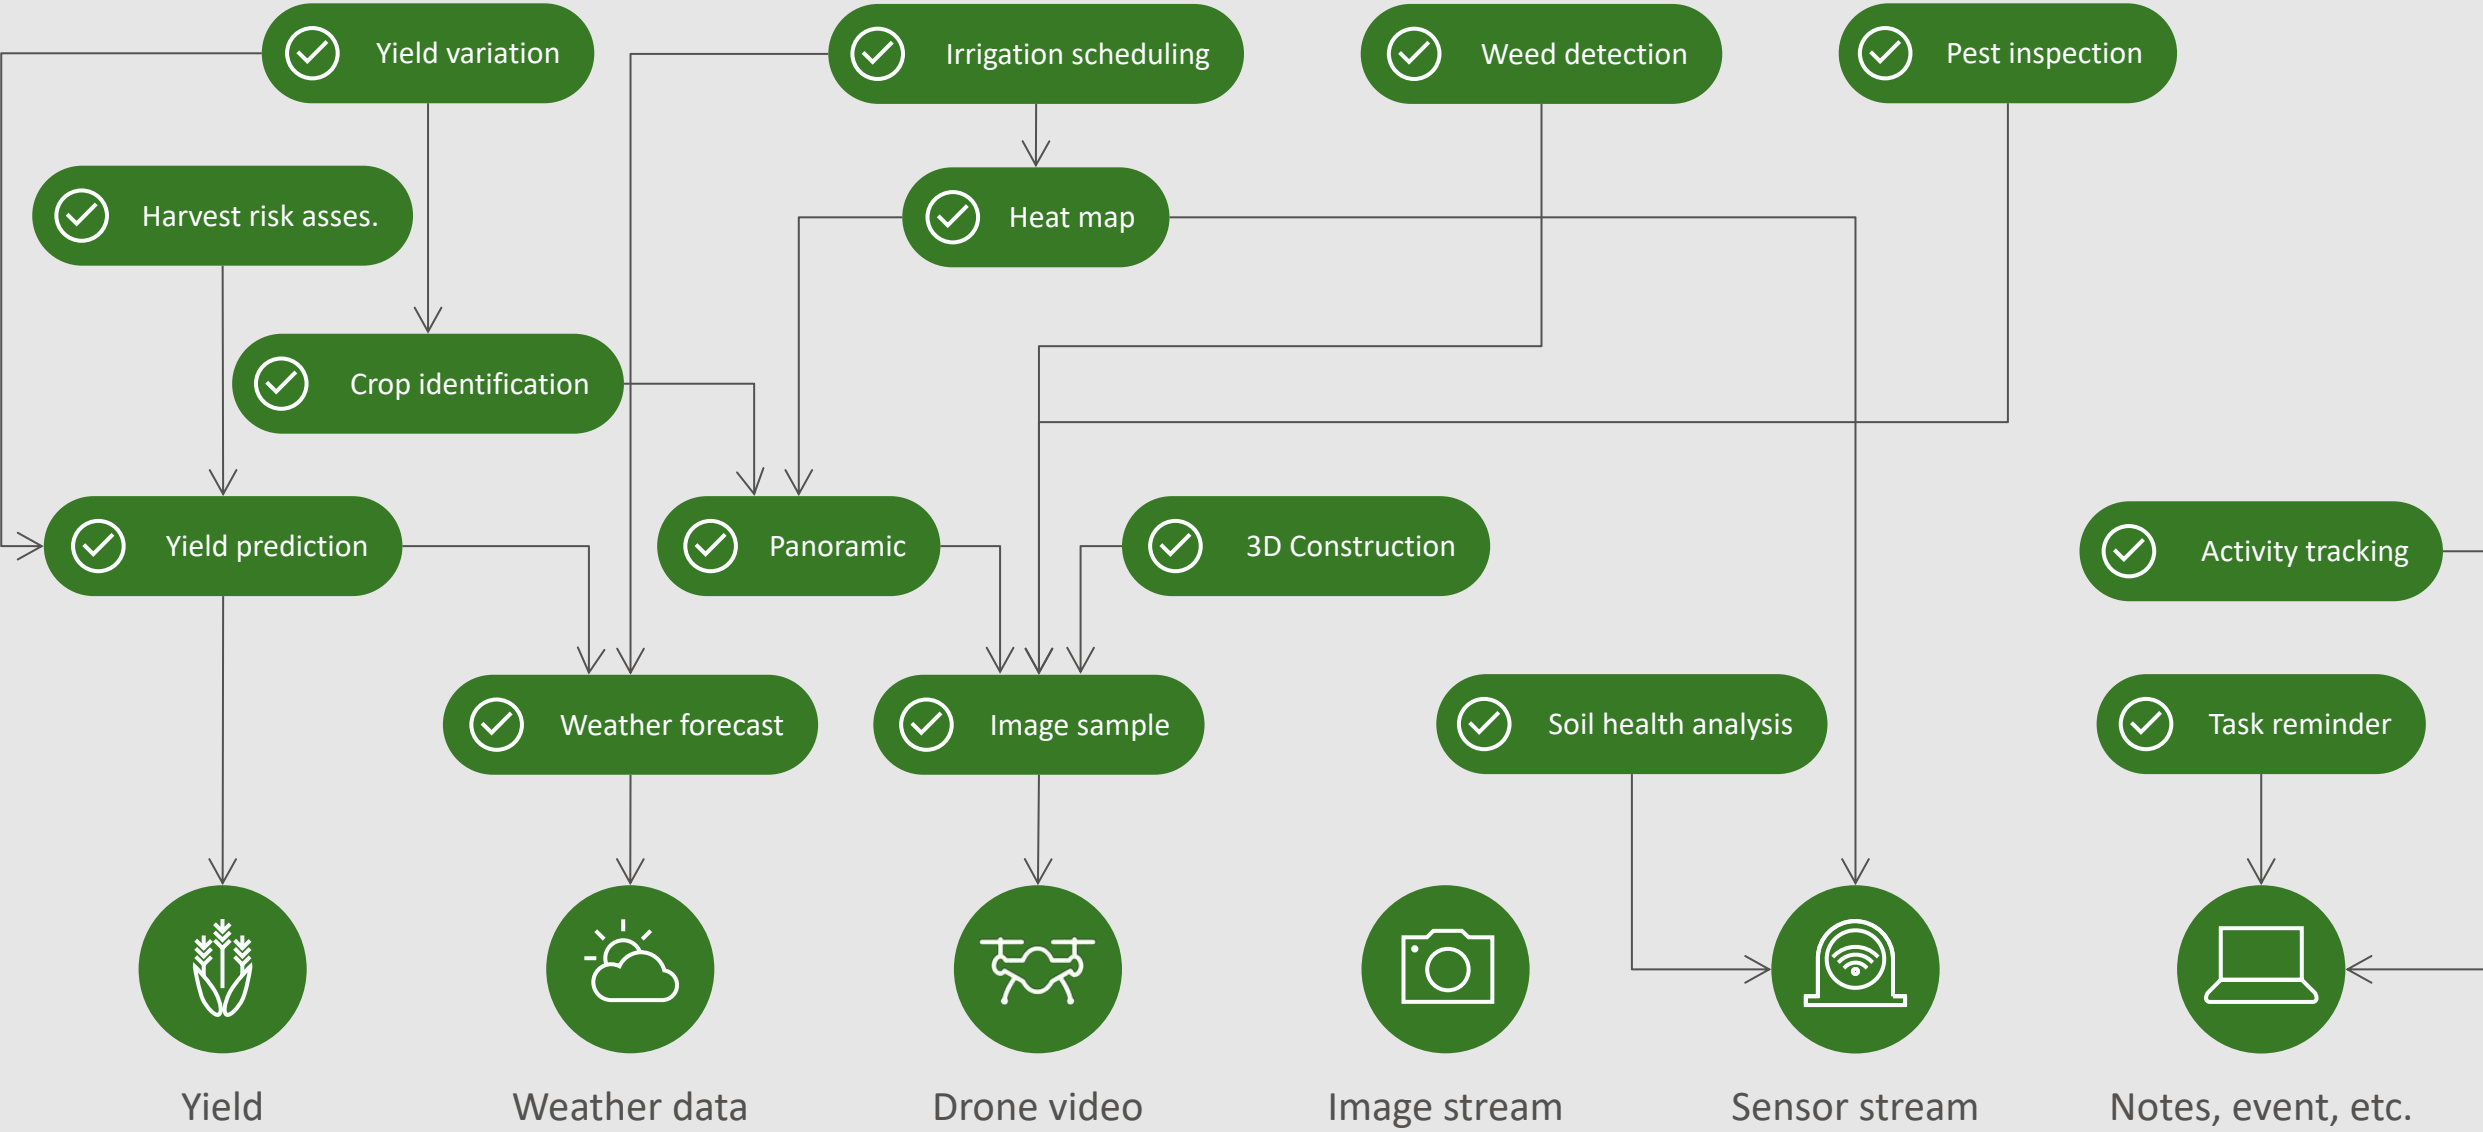 Yield variation
Irrigation scheduling
Weed detection
Pest inspection
Harvest risk asses.
Heat map
Crop identification
Yield prediction
Panoramic
3D Construction
Activity tracking
Weather forecast
Image sample
Soil health analysis
Task reminder
Yield
Weather data
Drone video
Image stream
Sensor stream
Notes, event, etc.